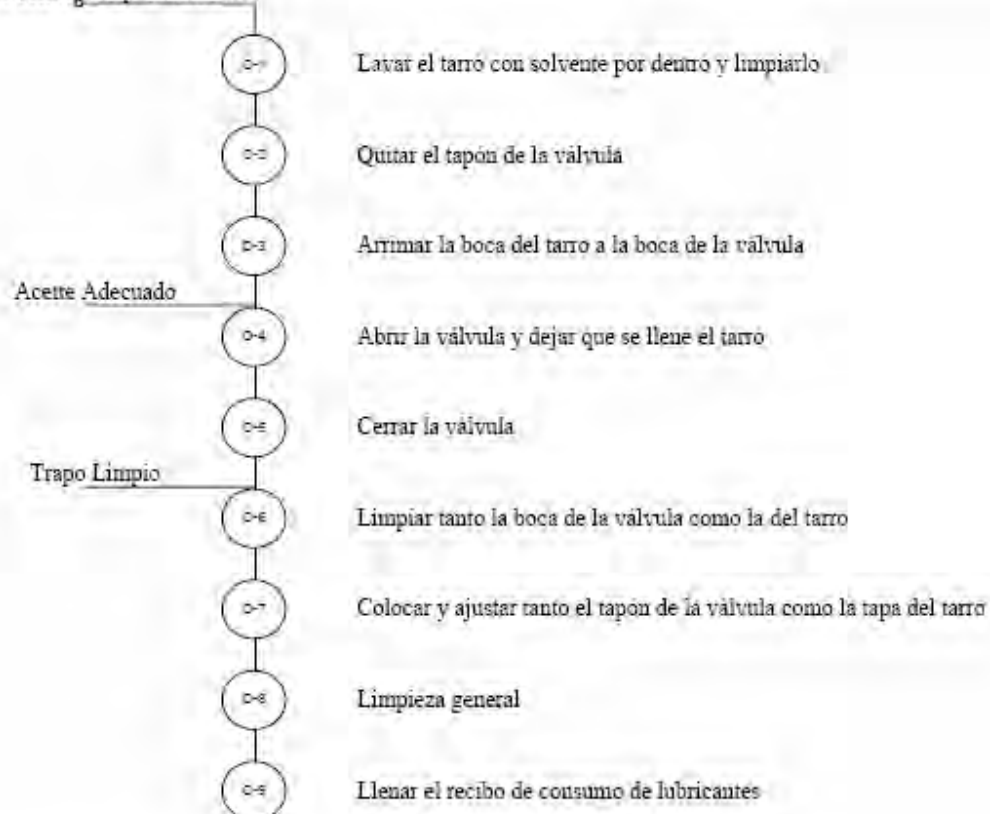 Lavar el tarro con solvente por dentro y limpiarlo.
Quitar el tapón de la válvula
Arrimar la boca del tarro a la boca de la válvula
Aceite Adecuado
Abrir la válvula y dejar que se llene el tarro
Cerrar la válvula
Trapo Limpio
Limpiar tanto la boca de la válvula como la del tarro
Colocar y ajustar tanto el tapón de la válvula como la tapa del tarro
Limpieza general
Llenar el recibo de consumo de lubricantes